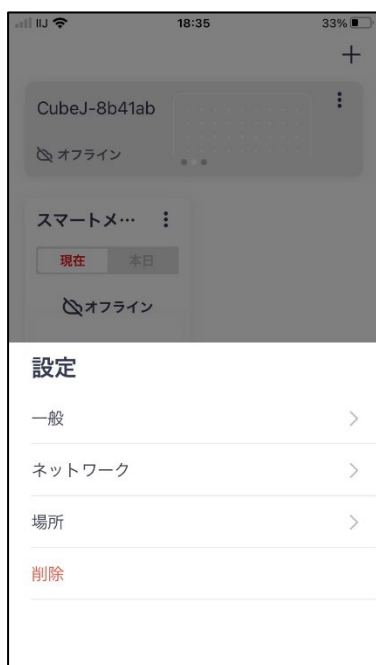 IIJ 18:35 33%
CubeJ-8b41ab
オフライン
スマートメ…
現在 本日
オフライン
設定
一般
ネットワーク
場所
削除